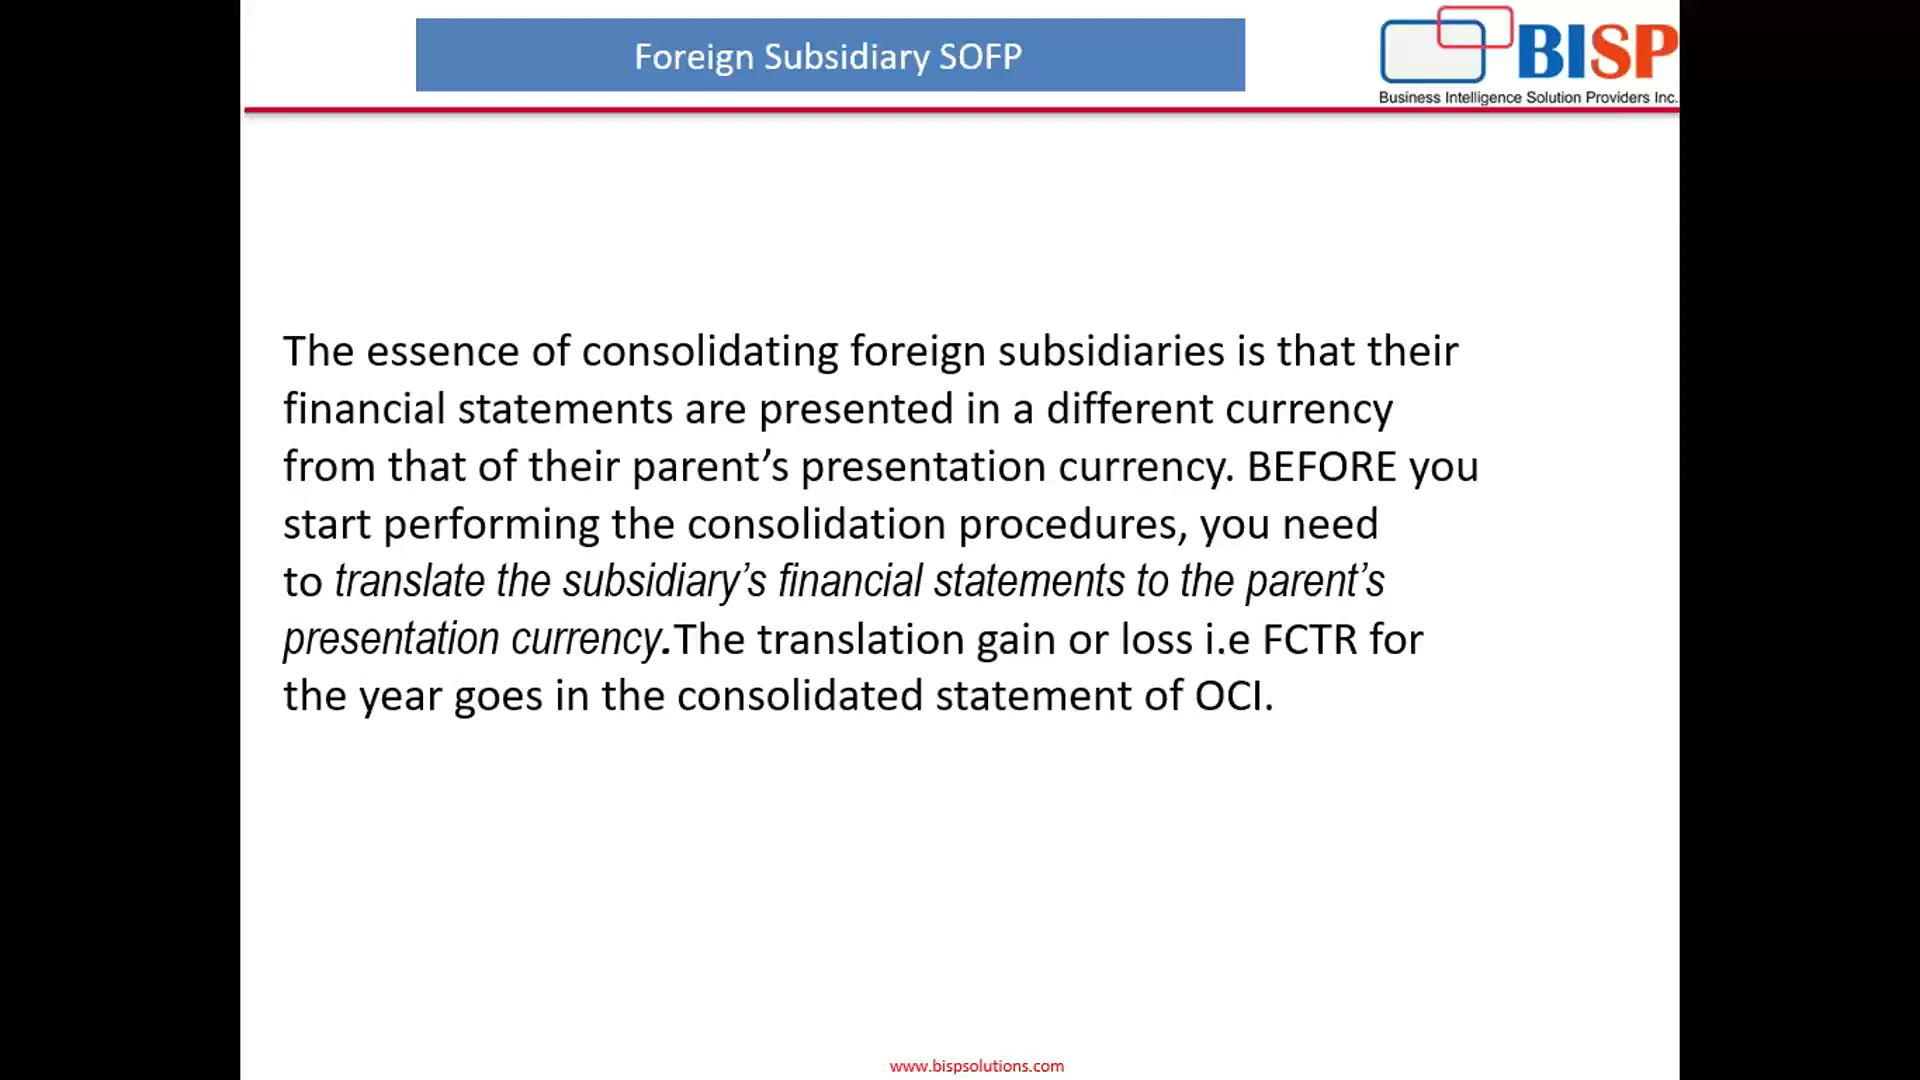 Foreign Subsidiary SOFP
BISP
Business Intelligence Solution Providers Inc.
The essence of consolidating foreign subsidiaries is that their
financial statements are presented in a different currency
from that of their parent’s presentation currency. BEFORE you
start performing the consolidation procedures, you need
to translate the subsidiary’s financial statements to the parent’s
presentation currency.The translation gain or loss i.e FCTR for
the year goes in the consolidated statement of OCI.
www.bispsolutions.com